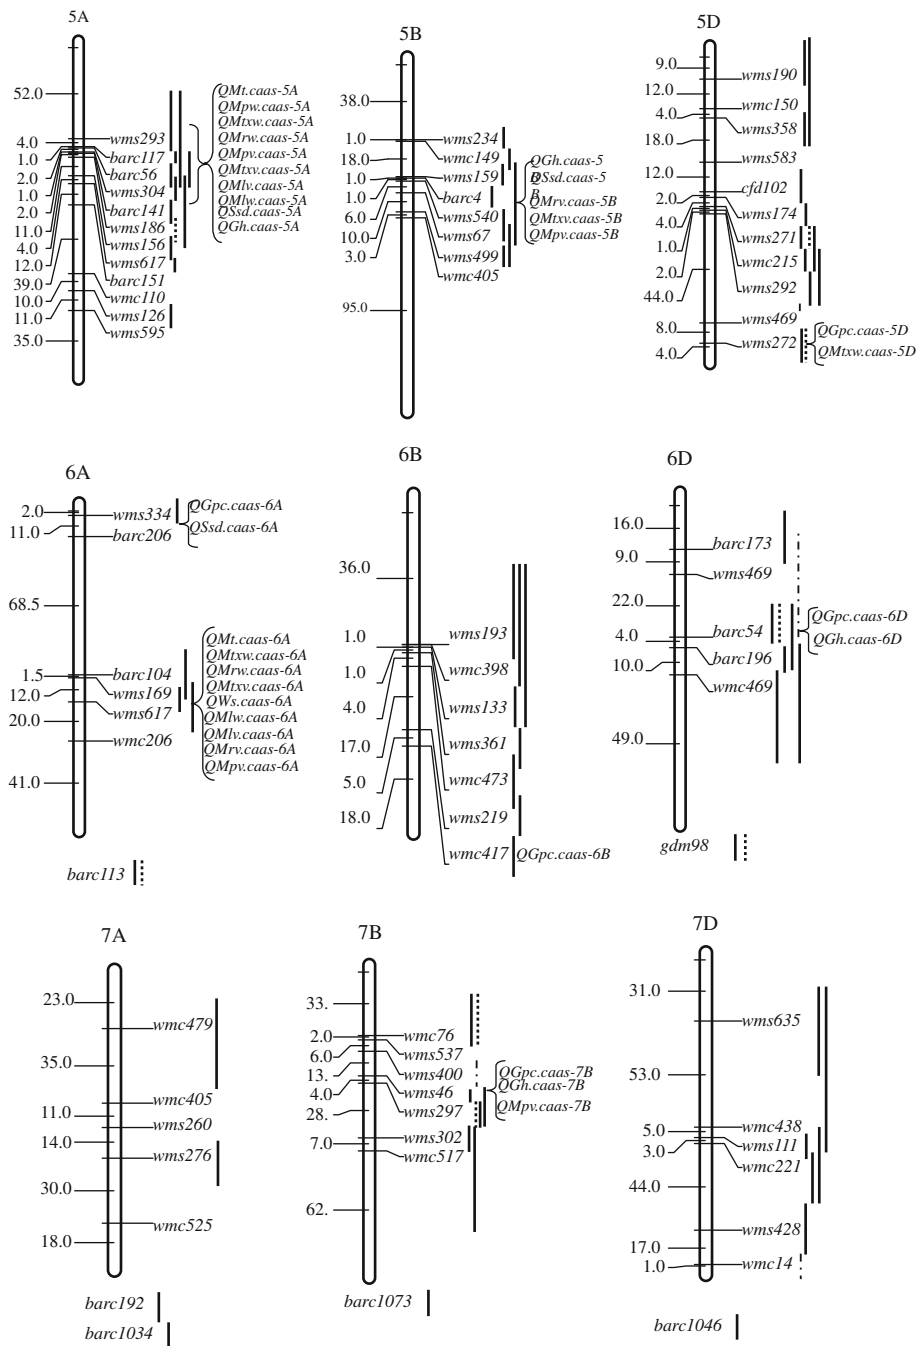 5A
52.0
4.0
1.0
2.0
1.0
2.0
11.0
4.0
12.0
39.0
10.0
11.0
35.0
wms293
barc117
barc56
wms304
barc141
wms186
wms156
wms617
barc151
wmc110
wms126
wms595
QMt.caas-5A
QMpw.caas-5A
QMtxw.caas-5A
QMrw.caas-5A
QMpv.caas-5A
QMtxv.caas-5A
QMlv.caas-5A
QMlw.caas-5A
QSsd.caas-5A
QGh.caas-5A
5B
38.0
1.0
18.0
1.0
1.0
6.0
10.0
3.0
95.0
wms234
wmc149
wms159
barc4
wms540
wms67
wms499
wmc405
QGh.caas-5
B
QSsd.caas-5
B
QMrv.caas-5B
QMtxv.caas-5B
QMpv.caas-5B
5D
9.0
12.0
4.0
18.0
12.0
2.0
4.0
1.0
2.0
44.0
8.0
4.0
wms190
wmc150
wms358
wms583
cfd102
wms174
wms271
wmc215
wms292
wms469
wms272
QGpc.caas-5D
QMtxw.caas-5D
6A
2.0
11.0
68.5
1.5
12.0
20.0
41.0
wms334
barc206
barc104
wms169
wms617
wmc206
QGpc.caas-6A
QSsd.caas-6A
QMt.caas-6A
QMtxw.caas-6A
QMrw.caas-6A
QMtxv.caas-6A
QWs.caas-6A
QMlw.caas-6A
QMlv.caas-6A
QMrv.caas-6A
QMpv.caas-6A
barc113
6B
36.0
1.0
1.0
4.0
17.0
5.0
18.0
wms193
wmc398
wms133
wms361
wmc473
wms219
wmc417
QGpc.caas-6B
6D
16.0
9.0
22.0
4.0
10.0
49.0
barc173
wms469
barc54
barc196
wmc469
QGpc.caas-6D
QGh.caas-6D
gdm98
7A
23.0
35.0
11.0
14.0
30.0
18.0
wmc479
wmc405
wms260
wms276
wmc525
barc192
barc1034
7B
33.
2.0
6.0
13.
4.0
28.
7.0
62.
wmc76
wms537
wms400
wms46
wms297
wms302
wmc517
QGpc.caas-7B
QGh.caas-7B
QMpv.caas-7B
barc1073
7D
31.0
53.0
5.0
3.0
44.0
17.0
1.0
wms635
wmc438
wms111
wmc221
wms428
wmc14
barc1046